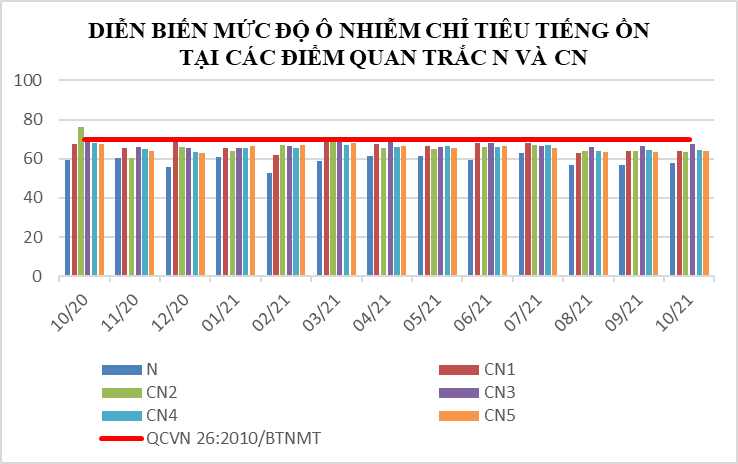 DIỄN BIẾN MỨC ĐỘ Ô NHIỄM CHỈ TIÊU TIẾNG ỒN
TẠI CÁC ĐIỂM QUAN TRẮC N VÀ CN
100
80
60
40
20
0
10/20 11/20 12/20 01/21 02/21 03/21 04/21 05/21 06/21 07/21 08/21 09/21 10/21
N CN1
CN2 CN3
CN4 CN5
QCVN 26:2010/BTNMT